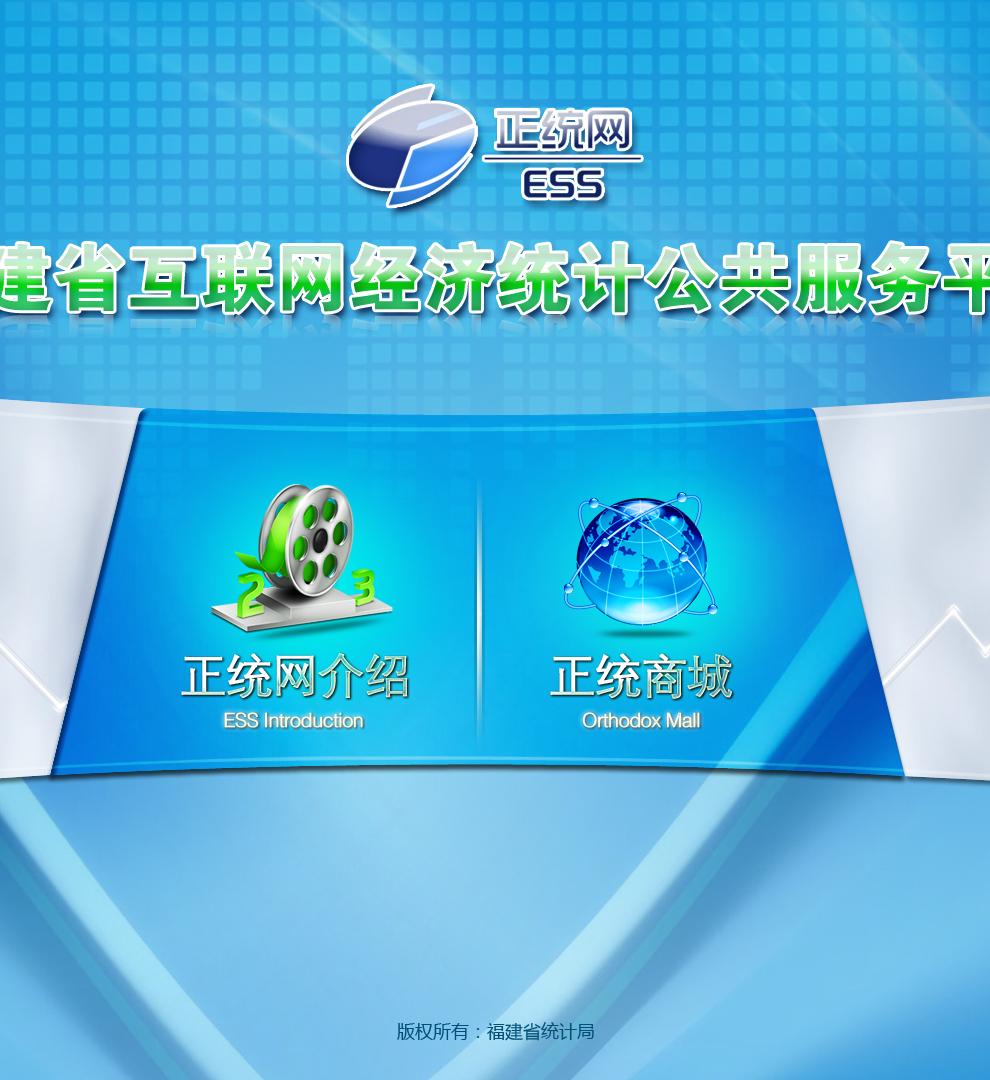 正统网
ESS
建省互联网经济统计公共服务平
2 3
正统网介绍
正统商城
ESS Introduction
Orthodox Mall
版权所有：福建省统计局